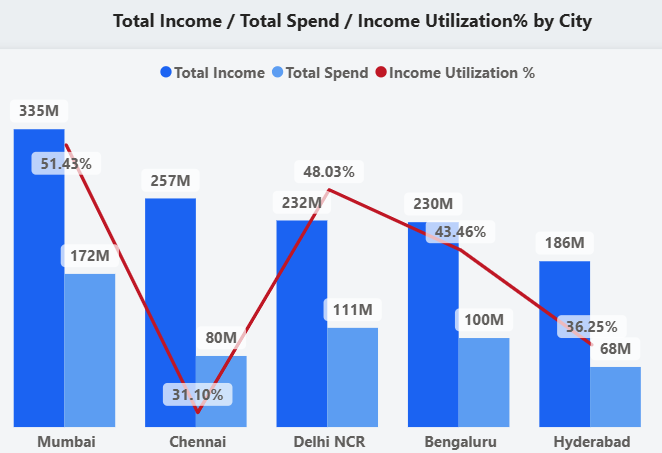 Total Income / Total Spend / Income Utilization% by City
Total Income Total Spend Income Utilization %
335M
51.43%
172M
257M
80M
31.10%
48.03%
232M
111M
230M
43.46%
100M
186M
36.25%
68M
Mumbai Chennai Delhi NCR Bengaluru Hyderabad